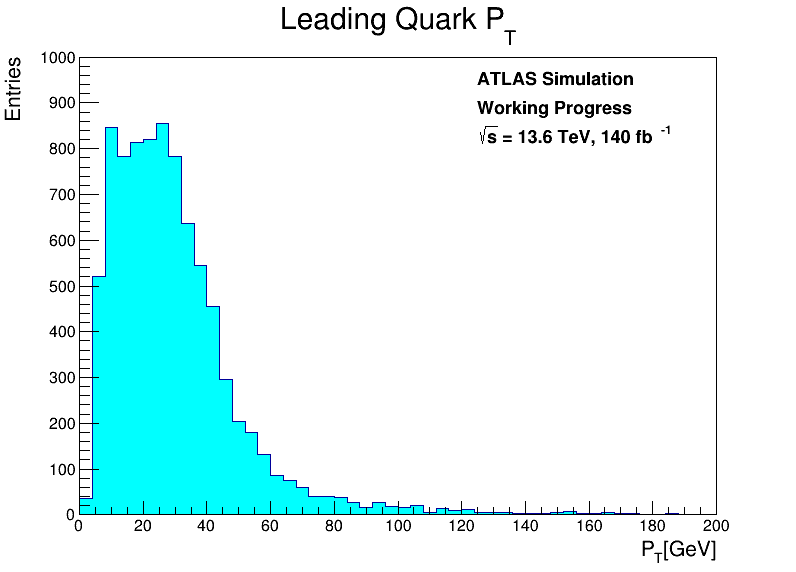 Leading Quark P_T
Entries
1000
900
800
700
600
500
400
300
200
100
0
ATLAS Simulation
Working Progress
√s = 13.6 TeV, 140 fb⁻¹
0 20 40 60 80 100 120 140 160 180 200
P_T[GeV]